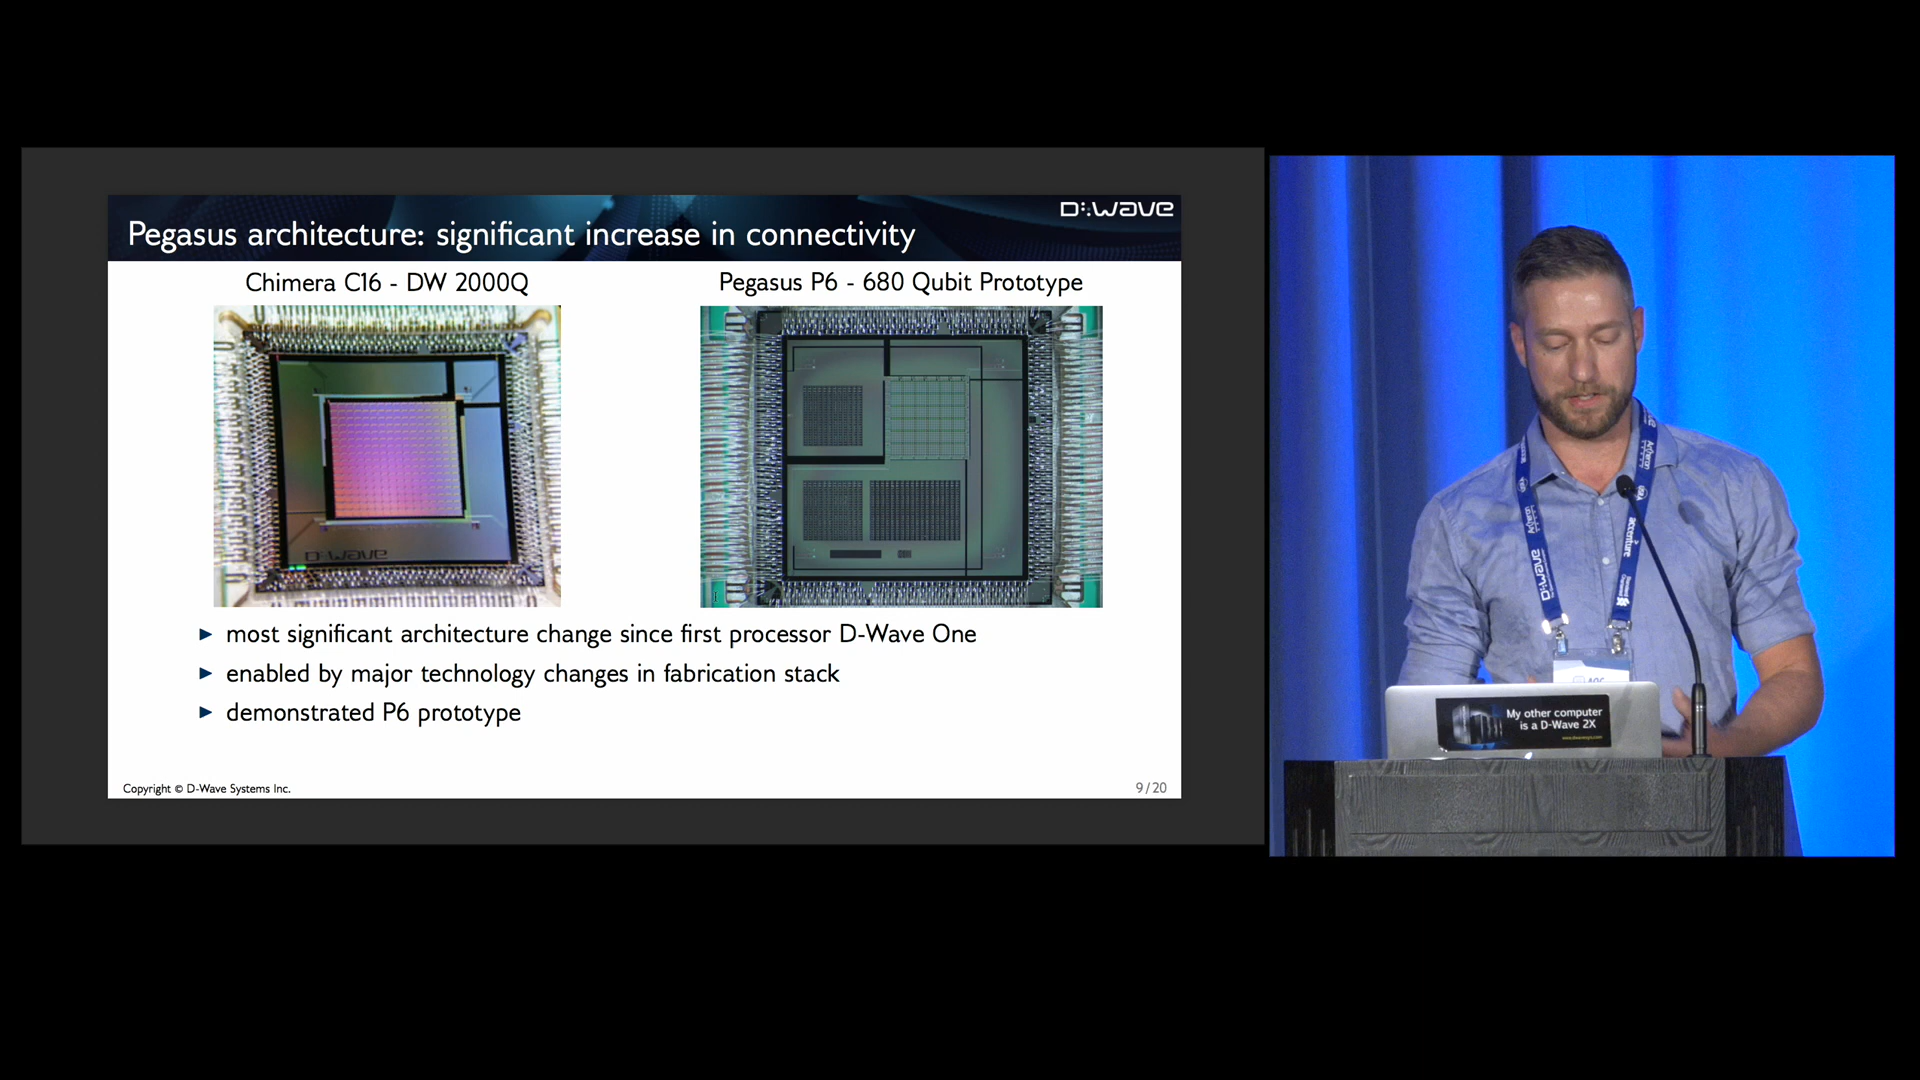 D:wave
Pegasus architecture: significant increase in connectivity
Chimera C16 - DW 2000Q
Pegasus P6 - 680 Qubit Prototype
D:wave
► most significant architecture change since first processor D-Wave One
► enabled by major technology changes in fabrication stack
► demonstrated P6 prototype
Copyright © D-Wave Systems Inc.
9 / 20
D:wave
accenture
My other computer
is a D-Wave 2X